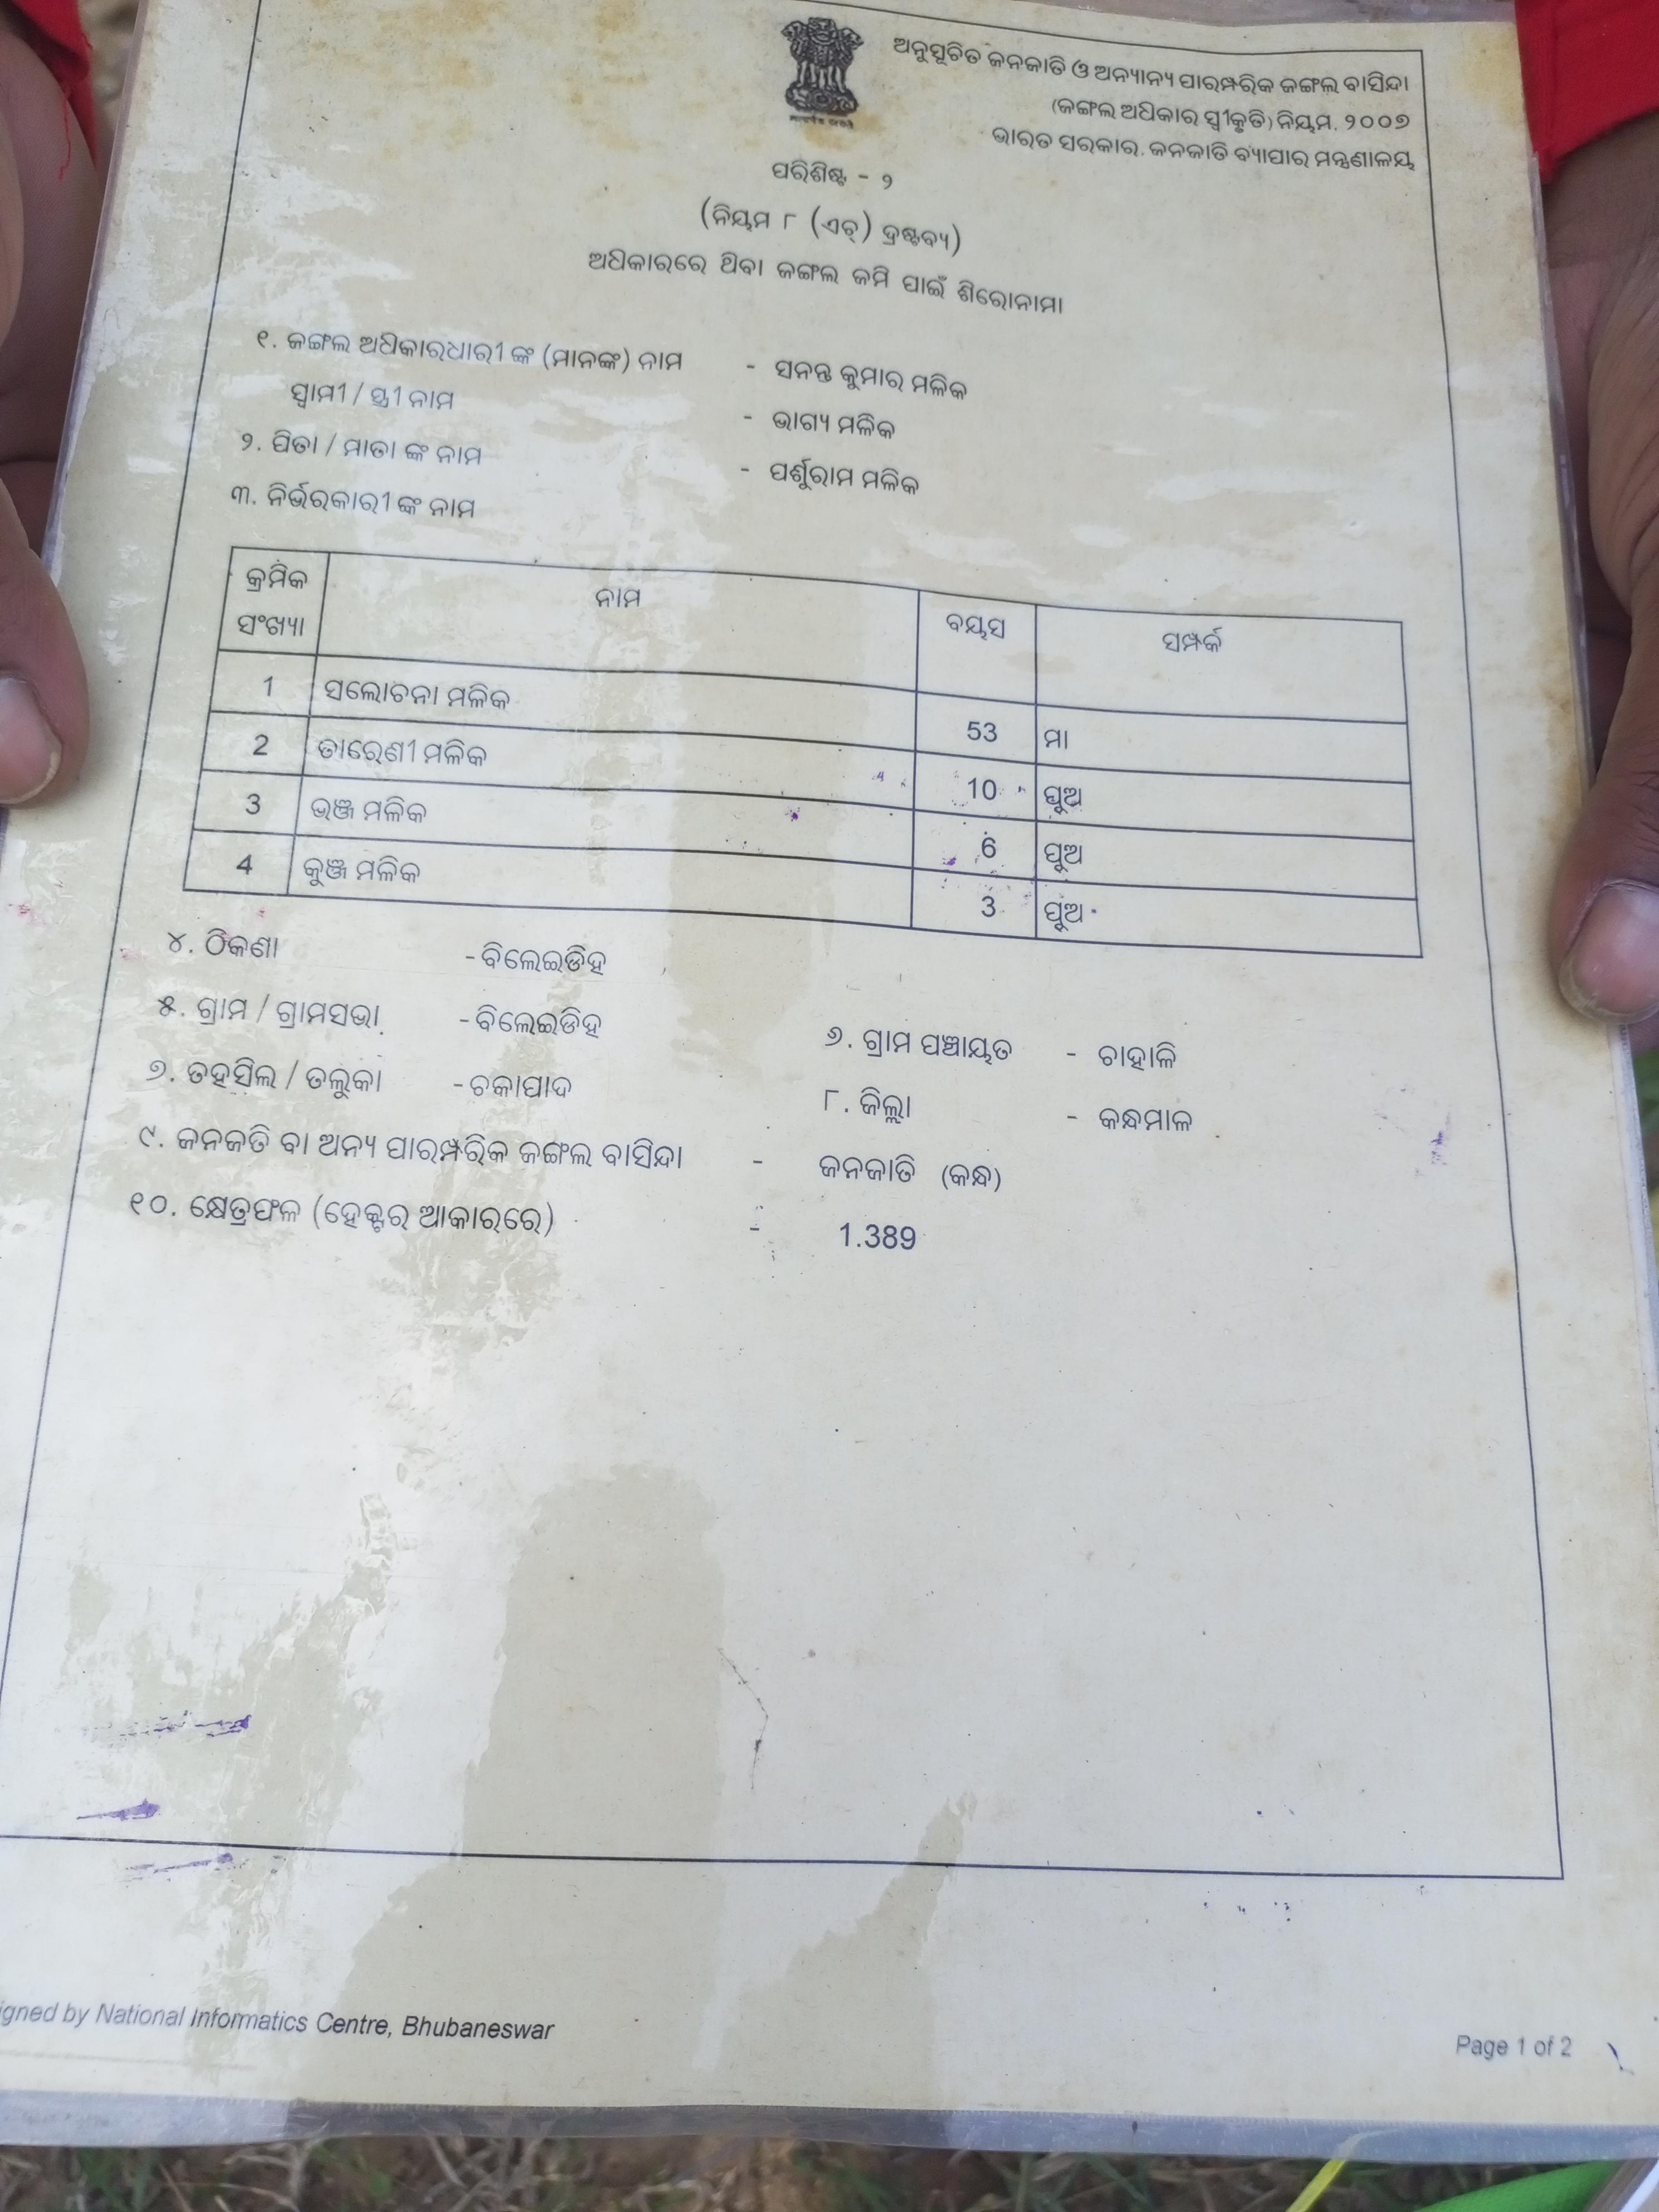 ଅନୁସୂଚିତ ଜନଜାତି ଓ ଅନ୍ୟାନ୍ୟ ପାରମ୍ପରିକ ଜଙ୍ଗଲ ବାସିନ୍ଦା
(ଜଙ୍ଗଲ ଅଧିକାର ସ୍ୱୀକୃତି) ନିୟମ, ୨୦୦୭
ଭାରତ ସରକାର, ଜନଜାତି ବ୍ୟାପାର ମନ୍ତ୍ରଣାଳୟ
ପରିଶିଷ୍ଟ - ୨
(ନିୟମ ୮ (ଏଚ୍) ଦ୍ରଷ୍ଟବ୍ୟ)
ଅଧିକାରରେ ଥିବା ଜଙ୍ଗଲ ଜମି ପାଇଁ ଶିରୋନାମା
୧. ଜଙ୍ଗଲ ଅଧିକାରଧାରୀ ଙ୍କ (ମାନଙ୍କ) ନାମ - ସନନ୍ତ କୁମାର ମଳିକ
ସ୍ୱାମୀ / ସ୍ତ୍ରୀ ନାମ - ଭାଗ୍ୟ ମଳିକ
୨. ପିତା / ମାତା ଙ୍କ ନାମ - ପର୍ଶୁରାମ ମଳିକ
୩. ନିର୍ଭରକାରୀ ଙ୍କ ନାମ
କ୍ରମିକ ସଂଖ୍ୟା ନାମ ବୟସ ସମ୍ପର୍କ
1 ସଲୋଚନା ମଳିକ 53 ମା
2 ତାରେଣୀ ମଳିକ 10 ପୁଅ
3 ଭଞ୍ଜ ମଳିକ 6 ପୁଅ
4 କୁଞ୍ଜ ମଳିକ 3 ପୁଅ
୪. ଠିକଣା - ବିଲେଇଡିହ
୫. ଗ୍ରାମ / ଗ୍ରାମସଭା - ବିଲେଇଡିହ ୬. ଗ୍ରାମ ପଞ୍ଚାୟତ - ଚାହାଳି
୭. ତହସିଲ / ତଲୁକା - ଚକାପାଦ ୮. ଜିଲ୍ଲା - କନ୍ଧମାଳ
୯. ଜନଜତି ବା ଅନ୍ୟ ପାରମ୍ପରିକ ଜଙ୍ଗଲ ବାସିନ୍ଦା - ଜନଜାତି (କନ୍ଧ)
୧୦. କ୍ଷେତ୍ରଫଳ (ହେକ୍ଟର ଆକାରରେ) - 1.389
igned by National Informatics Centre, Bhubaneswar
Page 1 of 2